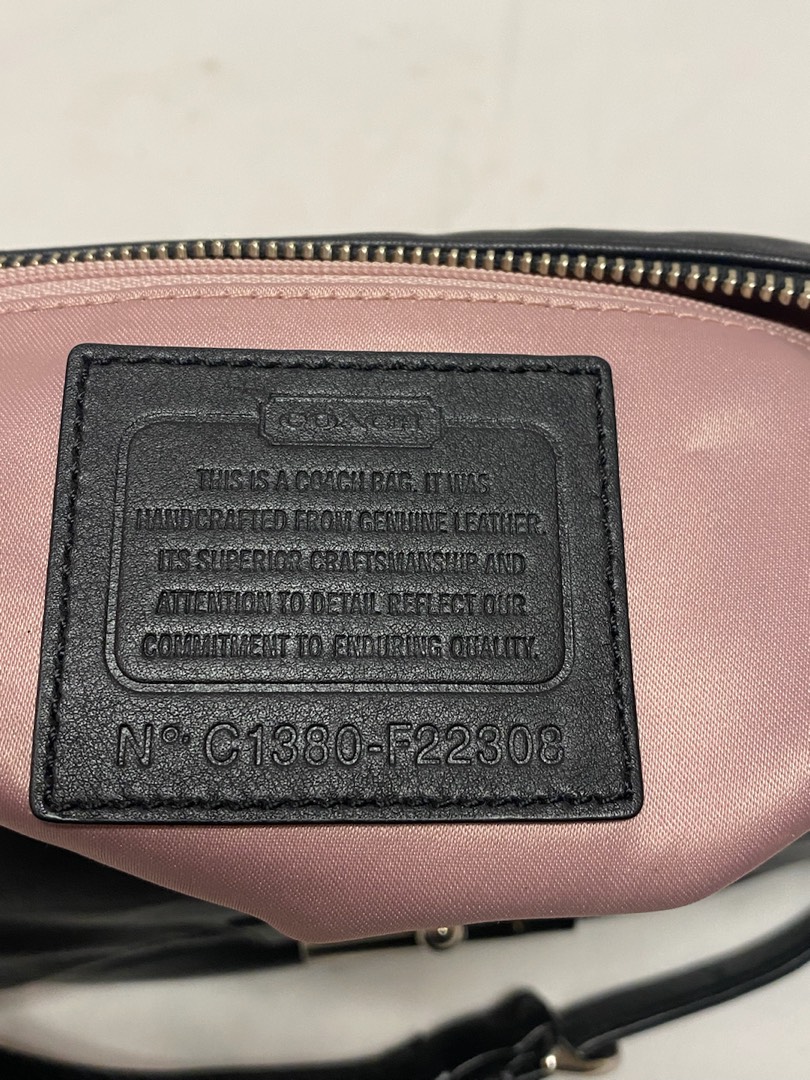 COACH
THIS IS A COACH BAG. IT WAS
HANDCRAFTED FROM GENUINE LEATHER.
ITS SUPERIOR CRAFTSMANSHIP AND
ATTENTION TO DETAIL REFLECT OUR
COMMITMENT TO ENDURING QUALITY.
Nº· C1380-F22308